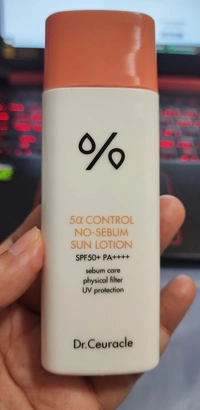 %
5α CONTROL
NO-SEBUM
SUN LOTION
SPF50+ PA++++
sebum care
physical filter
UV protection
Dr.Ceuracle